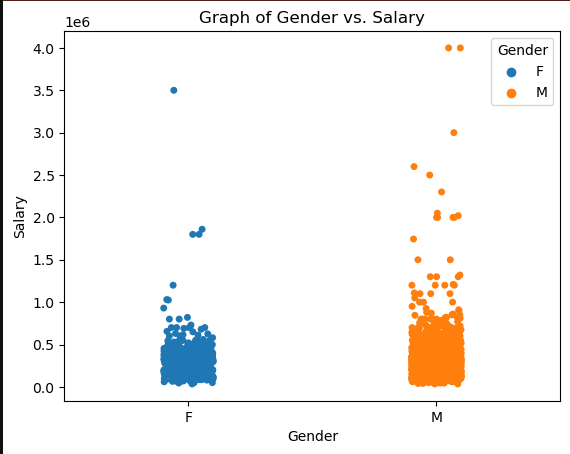 Graph of Gender vs. Salary
1e6
4.0
3.5
3.0
2.5
2.0
1.5
1.0
0.5
0.0
Salary
Gender
F
M
F
M
Gender